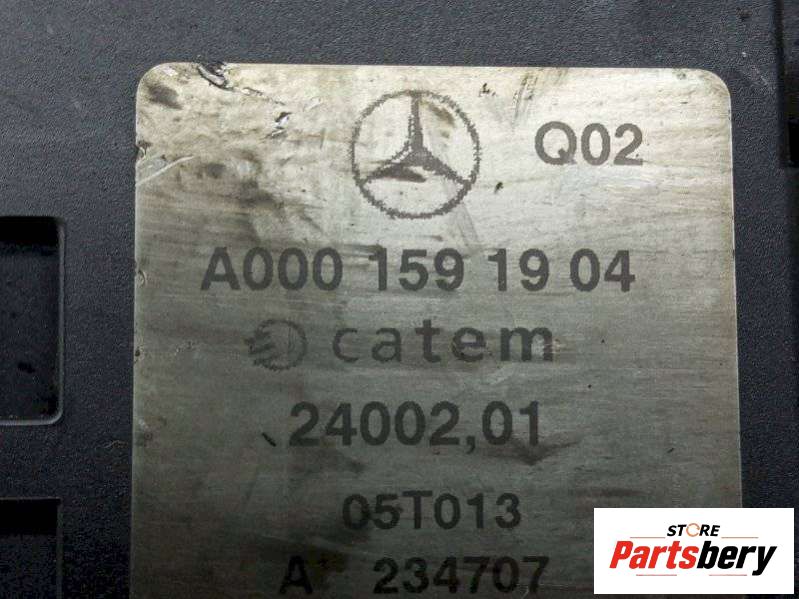 Q02
A000 159 19 04
catem
24002,01
05T013
A 234707
STORE
Partsbery